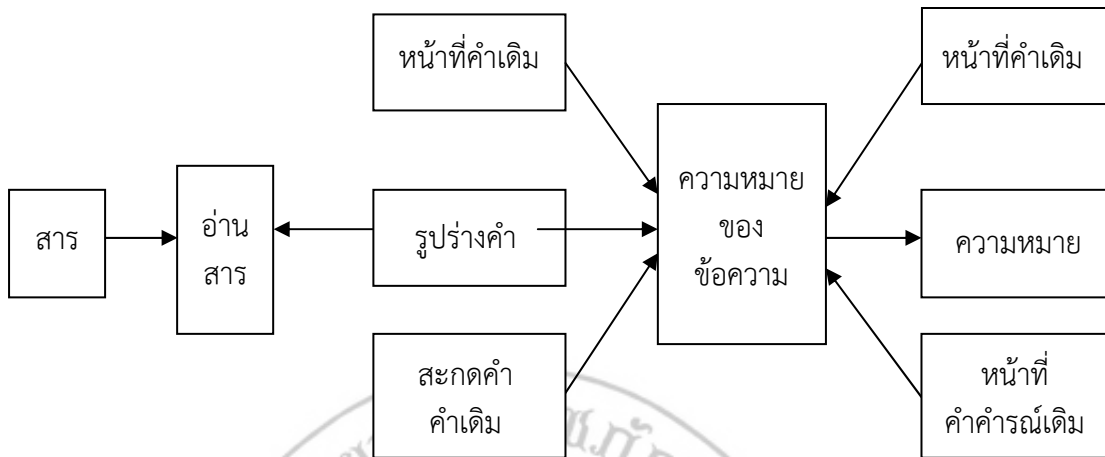 หน้าที่คำเดิม
หน้าที่คำเดิม
สาร
อ่าน
สาร
รูปร่างคำ
ความหมาย
ของ
ข้อความ
ความหมาย
สะกดคำ
คำเดิม
หน้าที่
คำคำรณ์เดิม